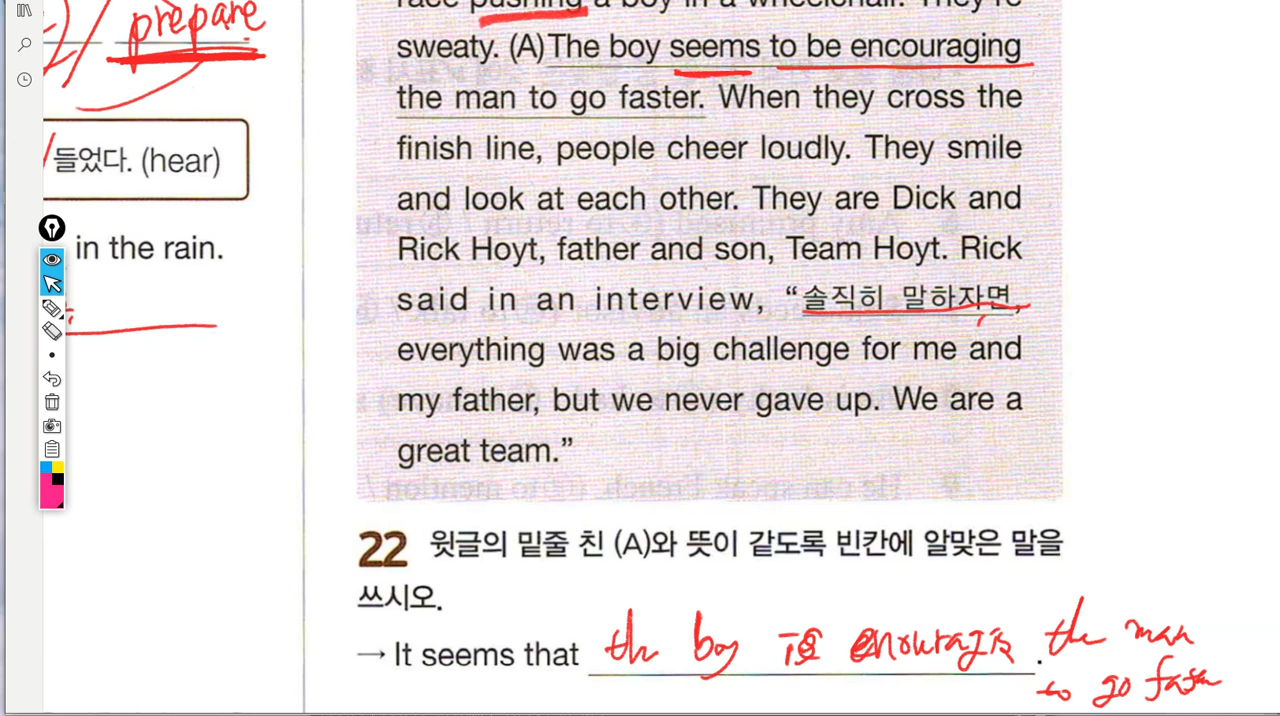 2) prepare
들었다. (hear)
in the rain.
race pushing a boy in a wheelchair. They're
sweaty. (A) The boy seems to be encouraging
the man to go faster. When they cross the
finish line, people cheer loudly. They smile
and look at each other. They are Dick and
Rick Hoyt, father and son, Team Hoyt. Rick
said in an interview, “솔직히 말하자면,
everything was a big challenge for me and
my father, but we never gave up. We are a
great team.”
22 윗글의 밑줄 친 (A)와 뜻이 같도록 빈칸에 알맞은 말을
쓰시오.
→ It seems that the boy is encouraging . the man
to go faster